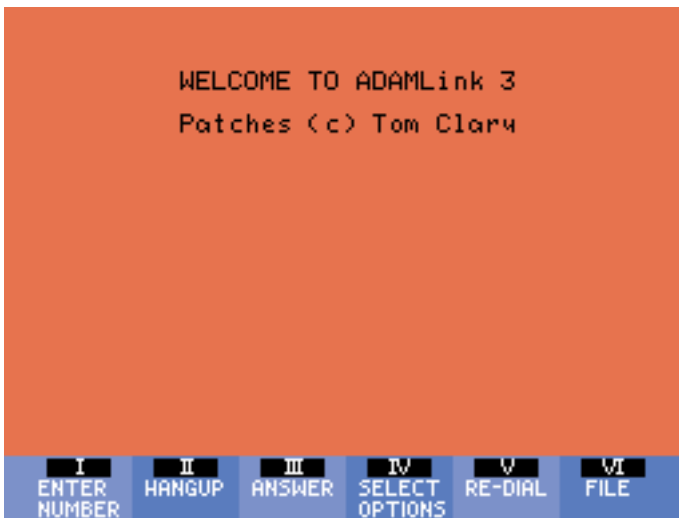 WELCOME TO ADAMLink 3
Patches (c) Tom Clary
I II III IV V VI
ENTER HANGUP ANSWER SELECT RE-DIAL FILE
NUMBER OPTIONS